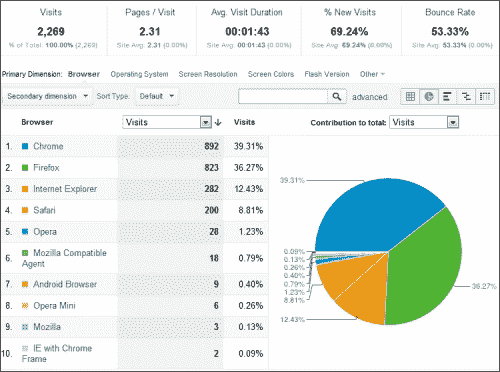 Visits Pages / Visit Avg. Visit Duration % New Visits Bounce Rate
2,269 2.31 00:01:43 69.24% 53.33%
% of Total: 100.00% (2,269) Site Avg: 2.31 (0.00%) Site Avg: 00:01:43 (0.00%) Site Avg: 69.24% (0.00%) Site Avg: 53.33% (0.00%)
Primary Dimension: Browser Operating System Screen Resolution Screen Colors Flash Version Other
Secondary dimension Sort Type: Default advanced
Browser Visits Visits Contribution to total: Visits
1. Chrome 892 39.31%
2. Firefox 823 36.27%
3. Internet Explorer 282 12.43%
4. Safari 200 8.81%
5. Opera 28 1.23%
6. Mozilla Compatible Agent 18 0.79%
7. Android Browser 9 0.40%
8. Opera Mini 6 0.26%
9. Mozilla 3 0.13%
10. IE with Chrome Frame 2 0.09%
39.31%
0.09%
0.13%
0.26%
0.40%
0.79%
1.23%
8.81%
12.43%
36.27%